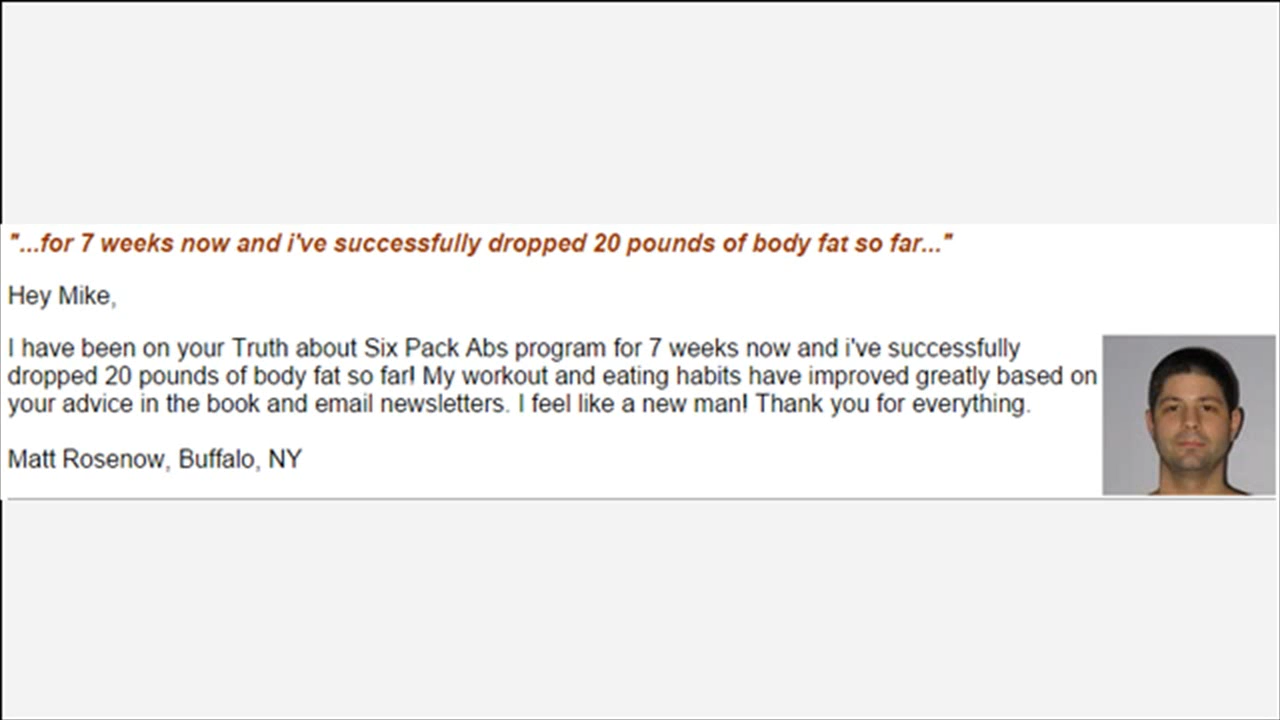 "...for 7 weeks now and i've successfully dropped 20 pounds of body fat so far..."
Hey Mike,
I have been on your Truth about Six Pack Abs program for 7 weeks now and i've successfully
dropped 20 pounds of body fat so far! My workout and eating habits have improved greatly based on
your advice in the book and email newsletters. I feel like a new man! Thank you for everything.
Matt Rosenow, Buffalo, NY